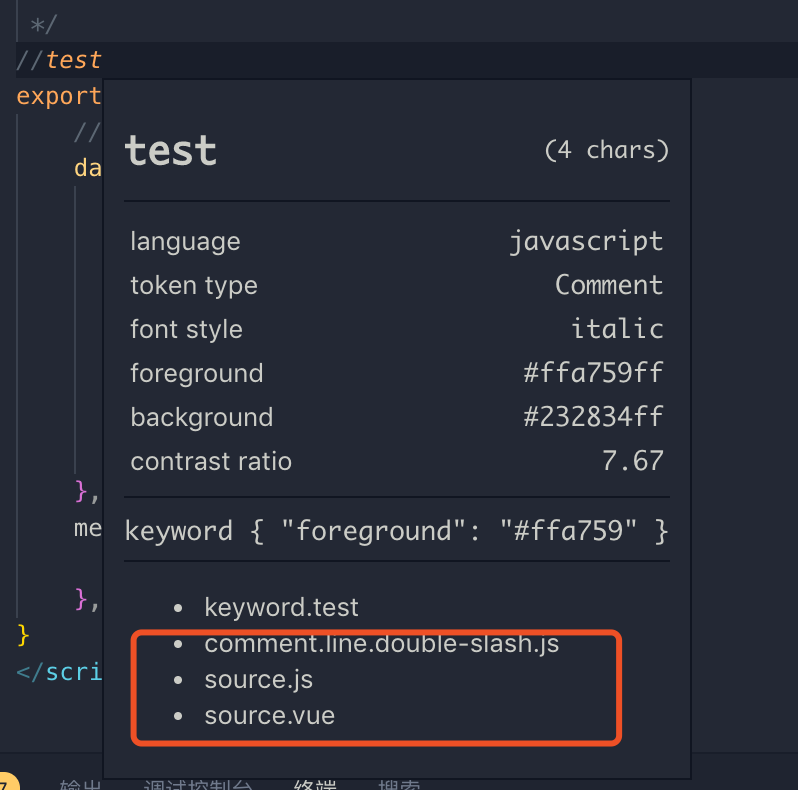 */
//test
export
//
da
test (4 chars)
language javascript
token type Comment
font style italic
foreground #ffa759ff
background #232834ff
contrast ratio 7.67
},
me
keyword { "foreground": "#ffa759" }
},
• keyword.test
}
• comment.line.double-slash.js
</scri
• source.js
• source.vue
7 输出 调试控制台 终端 搜索